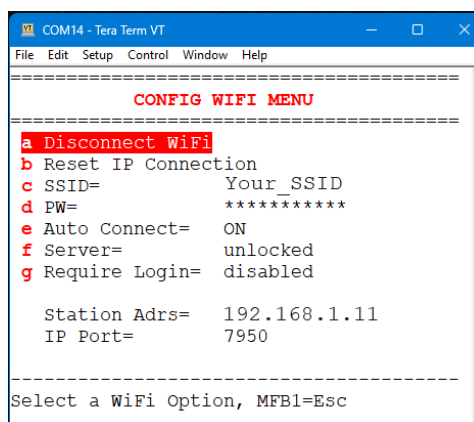 COM14 - Tera Term VT
File Edit Setup Control Window Help
==========================================
CONFIG WIFI MENU
==========================================
a Disconnect WiFi
b Reset IP Connection
c SSID= Your_SSID
d PW= ***********
e Auto Connect= ON
f Server= unlocked
g Require Login= disabled
Station Adrs= 192.168.1.11
IP Port= 7950
------------------------------------------
Select a WiFi Option, MFB1=Esc